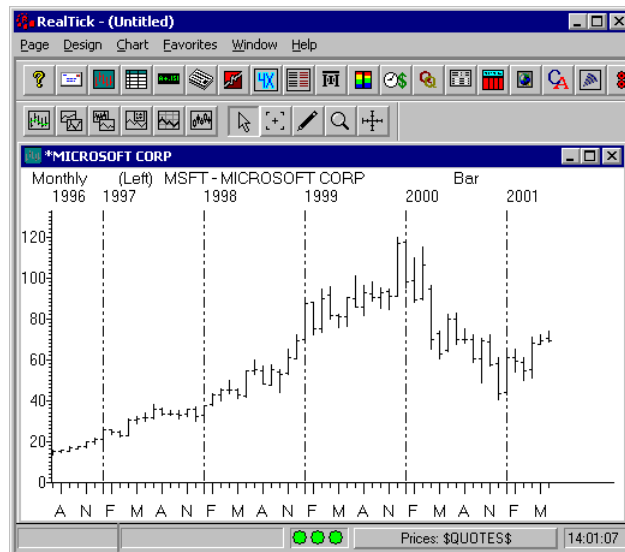 RealTick - (Untitled)
Page Design Chart Favorites Window Help
*MICROSOFT CORP
Monthly (Left) MSFT - MICROSOFT CORP Bar
1996 1997 1998 1999 2000 2001
120
100
80
60
40
20
0
A N F M A N F M A N F M A N F M A N F M
Prices: $QUOTES$ 14:01:07